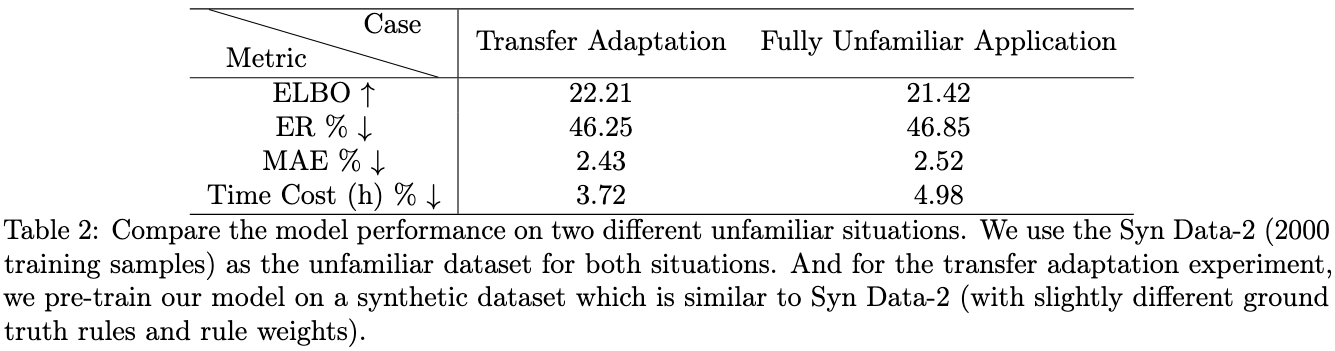 Case
Metric
Transfer Adaptation Fully Unfamiliar Application
ELBO ↑ 22.21 21.42
ER % ↓ 46.25 46.85
MAE % ↓ 2.43 2.52
Time Cost (h) % ↓ 3.72 4.98
Table 2: Compare the model performance on two different unfamiliar situations. We use the Syn Data-2 (2000
training samples) as the unfamiliar dataset for both situations. And for the transfer adaptation experiment,
we pre-train our model on a synthetic dataset which is similar to Syn Data-2 (with slightly different ground
truth rules and rule weights).